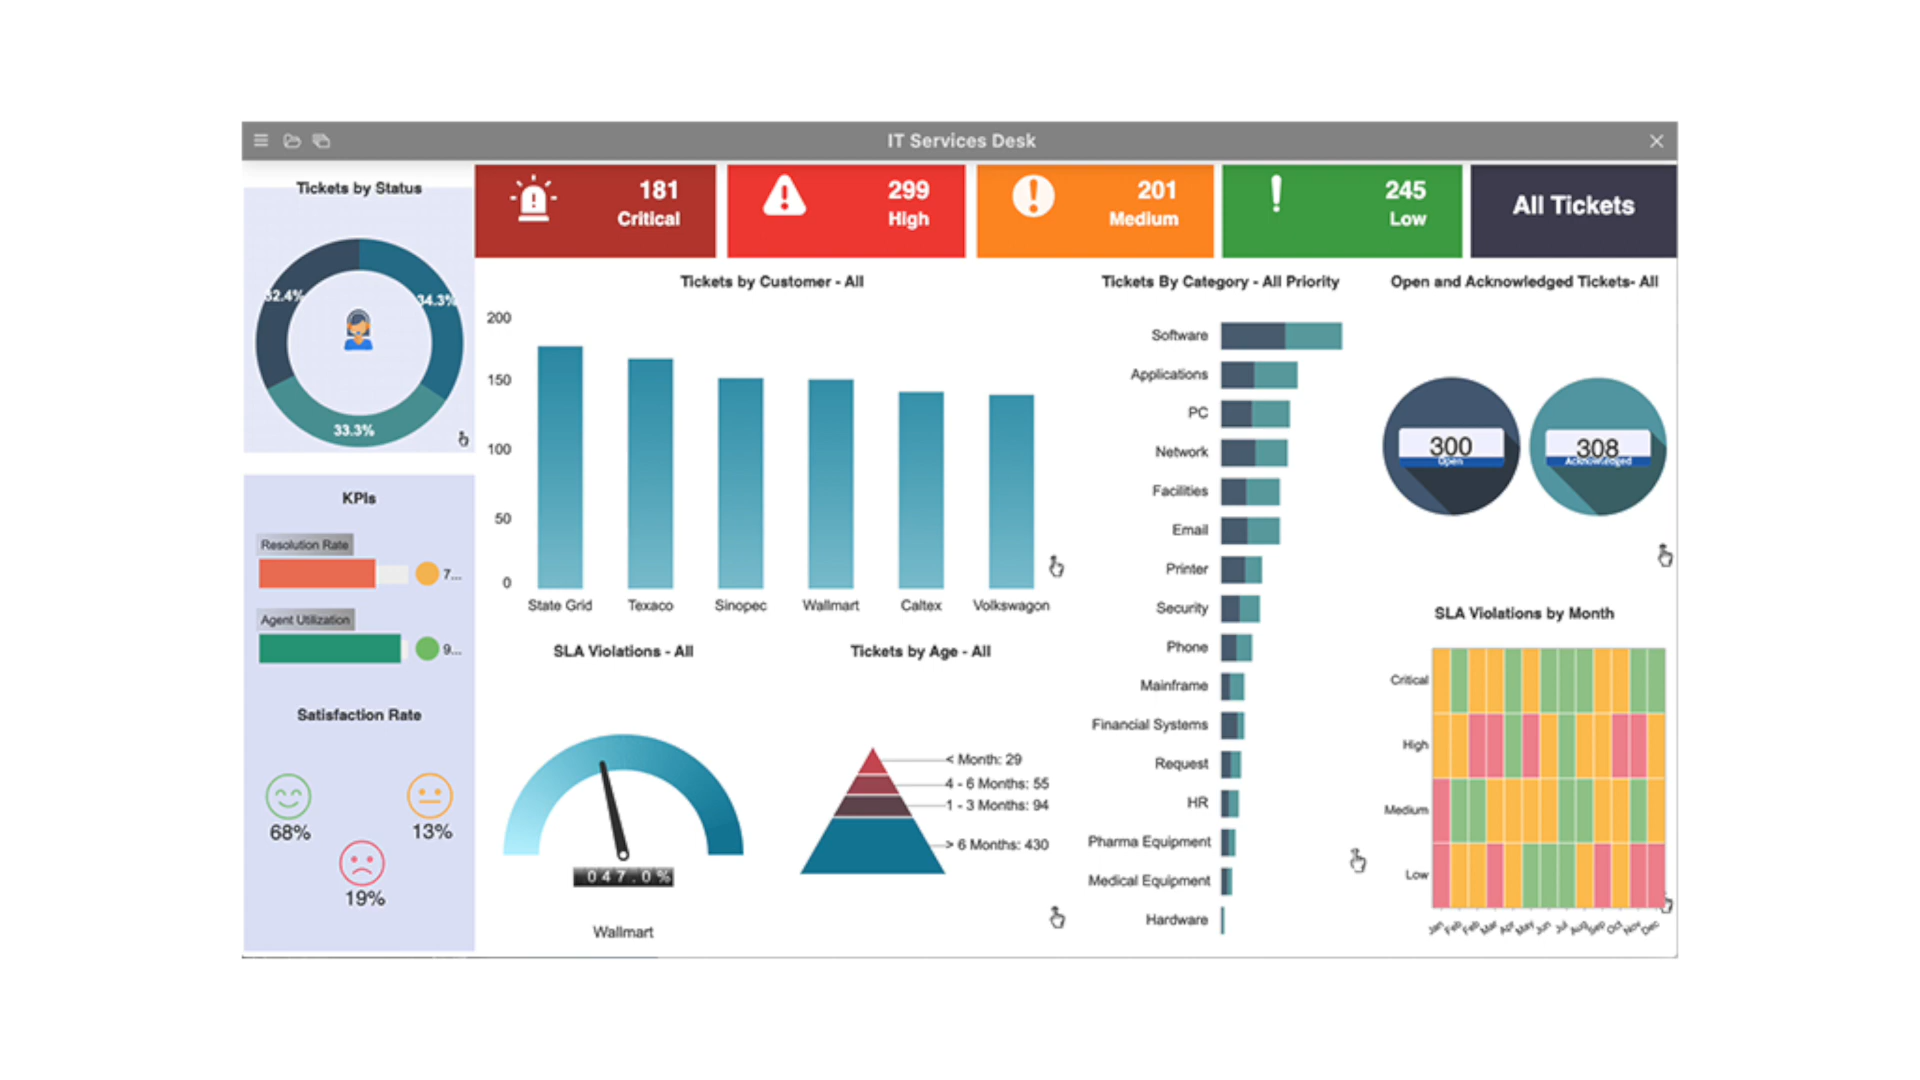 IT Services Desk
Tickets by Status
32.4%
34.3%
33.3%
181
Critical
299
High
201
Medium
245
Low
All Tickets
KPIs
Resolution Rate
7...
Agent Utilization
9...
Satisfaction Rate
68%
13%
19%
Tickets by Customer - All
200
150
100
50
0
State Grid
Texaco
Sinopec
Wallmart
Caltex
Volkswagon
SLA Violations - All
047.0%
Wallmart
Tickets by Age - All
< Month: 29
4 - 6 Months: 55
1 - 3 Months: 94
> 6 Months: 430
Tickets By Category - All Priority
Software
Applications
PC
Network
Facilities
Email
Printer
Security
Phone
Mainframe
Financial Systems
Request
HR
Pharma Equipment
Medical Equipment
Hardware
Open and Acknowledged Tickets- All
300
Open
308
Acknowledged
SLA Violations by Month
Critical
High
Medium
Low
Jan
Feb
Feb
Mar
Apr
May
Jun
Jul
Aug
Sep
Oct
Nov
Dec